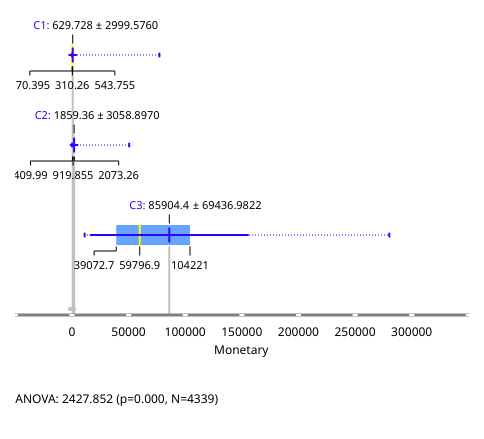 C1: 629.728 ± 2999.5760
70.395 310.26 543.755
C2: 1859.36 ± 3058.8970
409.99 919.855 2073.26
C3: 85904.4 ± 69436.9822
39072.7 59796.9 104221
0 50000 100000 150000 200000 250000 300000
Monetary
ANOVA: 2427.852 (p=0.000, N=4339)